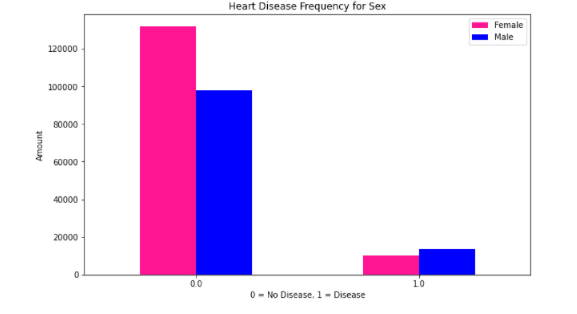 Heart Disease Frequency for Sex
Female
Male
120000
100000
80000
60000
40000
20000
0
Amount
0.0
1.0
0 = No Disease, 1 = Disease